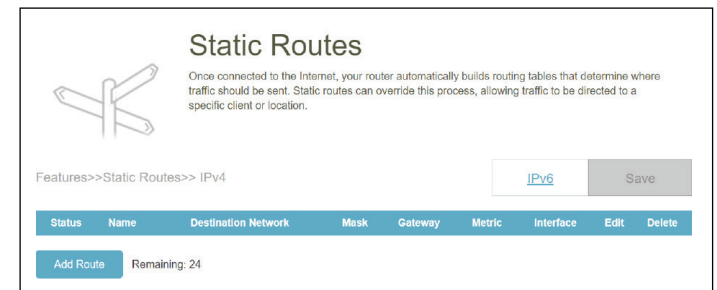 Static Routes
Once connected to the Internet, your router automatically builds routing tables that determine where
traffic should be sent. Static routes can override this process, allowing traffic to be directed to a
specific client or location.
Features>>Static Routes>> IPv4
IPv6
Save
Status Name Destination Network Mask Gateway Metric Interface Edit Delete
Add Route Remaining: 24